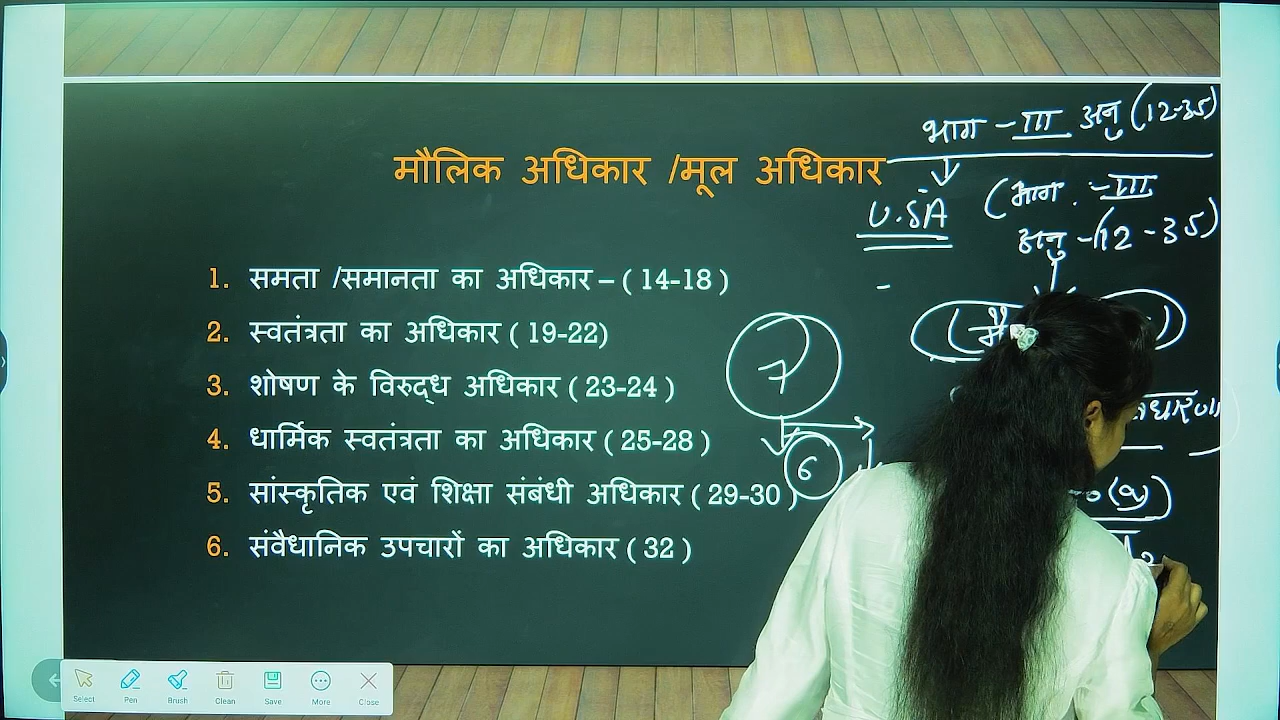 भाग - III अनु (12-35)
मौलिक अधिकार /मूल अधिकार
U.SA
(भाग :- III
अनु - (12 - 35)
1. समता /समानता का अधिकार – ( 14-18 )
2. स्वतंत्रता का अधिकार ( 19-22)
3. शोषण के विरुद्ध अधिकार ( 23-24 )
7
4. धार्मिक स्वतंत्रता का अधिकार ( 25-28 )
6
5. सांस्कृतिक एवं शिक्षा संबंधी अधिकार ( 29-30 )
6. संवैधानिक उपचारों का अधिकार ( 32 )
Select Pen Brush Clean Save More Close